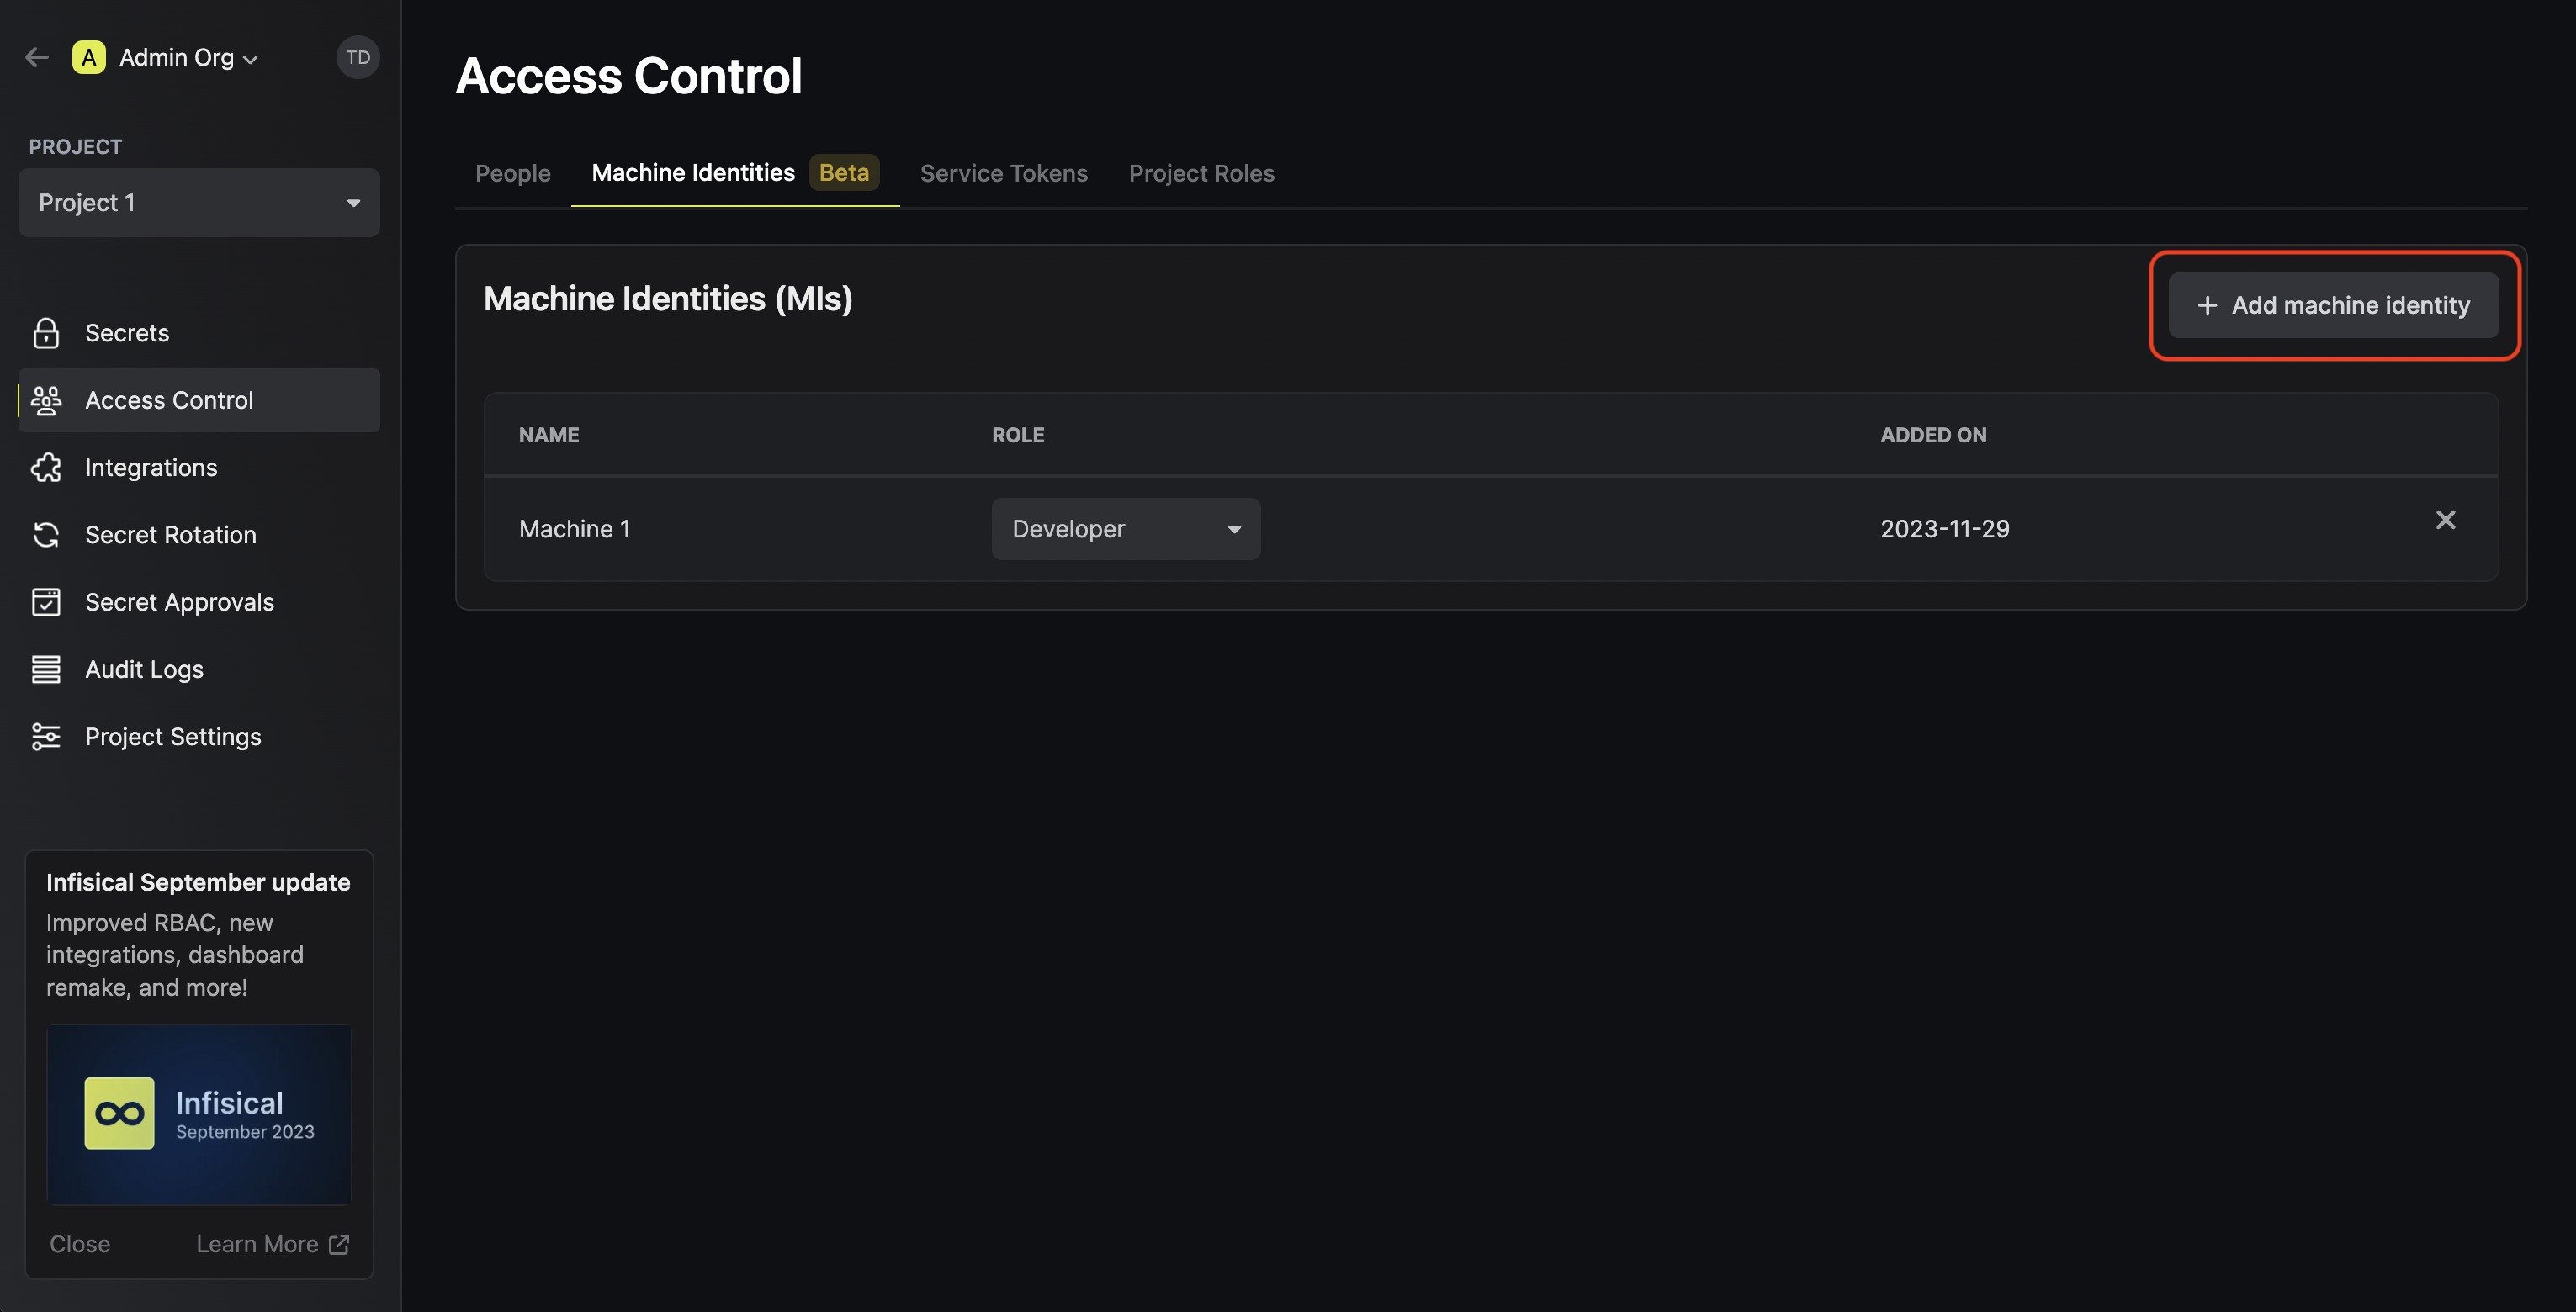 A Admin Org TD
PROJECT
Project 1
Secrets
Access Control
Integrations
Secret Rotation
Secret Approvals
Audit Logs
Project Settings
Infisical September update
Improved RBAC, new
integrations, dashboard
remake, and more!
Infisical
September 2023
Close Learn More
Access Control
People Machine Identities Beta Service Tokens Project Roles
Machine Identities (MIs)
+ Add machine identity
NAME ROLE ADDED ON
Machine 1 Developer 2023-11-29